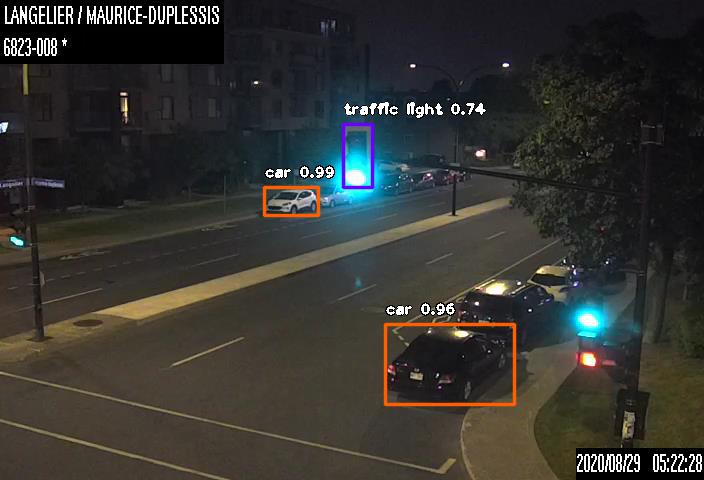 LANGELIER / MAURICE-DUPLESSIS
6823-008 *
traffic light 0.74
car 0.99
car 0.96
2020/08/29 05:22:28